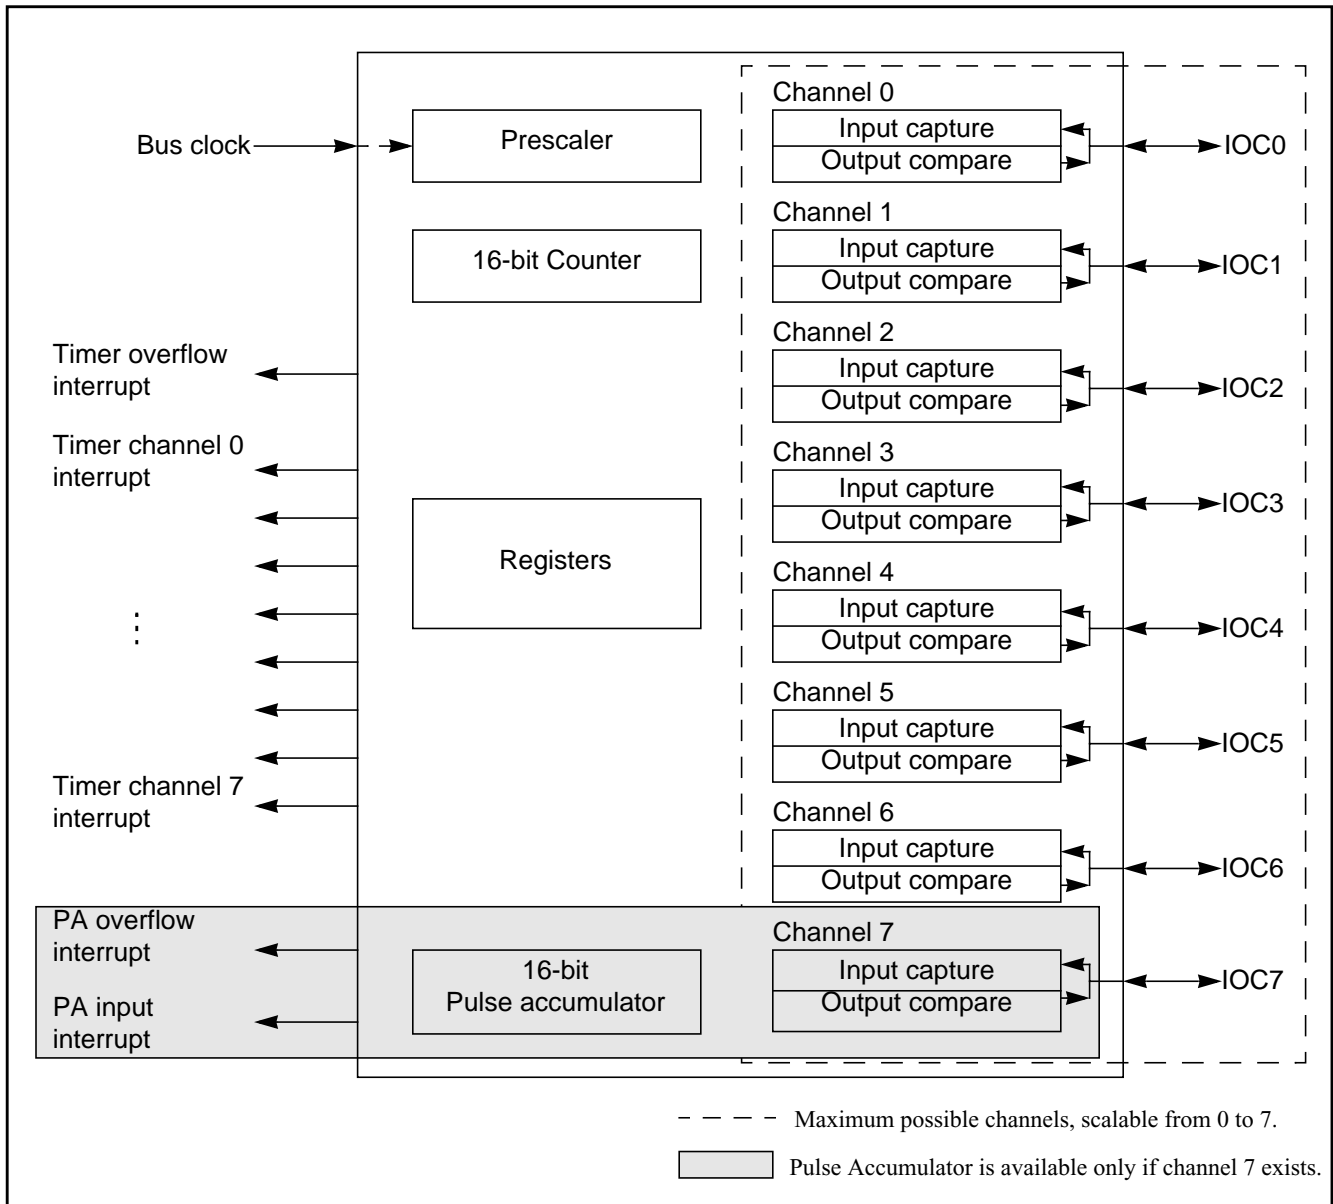 Bus clock
Prescaler
16-bit Counter
Timer overflow
interrupt
Timer channel 0
interrupt
Registers
Timer channel 7
interrupt
PA overflow
interrupt
PA input
interrupt
16-bit
Pulse accumulator
Channel 0
Input capture
Output compare
IOC0
Channel 1
Input capture
Output compare
IOC1
Channel 2
Input capture
Output compare
IOC2
Channel 3
Input capture
Output compare
IOC3
Channel 4
Input capture
Output compare
IOC4
Channel 5
Input capture
Output compare
IOC5
Channel 6
Input capture
Output compare
IOC6
Channel 7
Input capture
Output compare
IOC7
Maximum possible channels, scalable from 0 to 7.
Pulse Accumulator is available only if channel 7 exists.